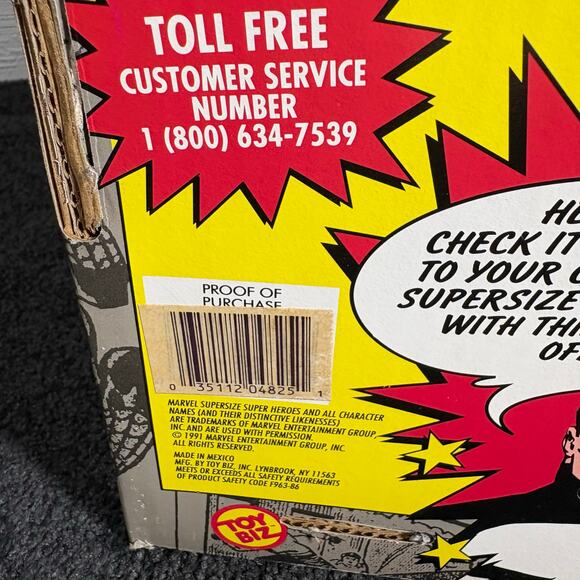 TOLL FREE
CUSTOMER SERVICE
NUMBER
1 (800) 634-7539
CHECK IT
TO YOUR
SUPERSIZE
WITH
PROOF OF
PURCHASE
0 35112 04825 1
MARVEL SUPERSIZE SUPER HEROES AND ALL CHARACTER
NAMES (AND THEIR DISTINCTIVE LIKENESSES)
ARE TRADEMARKS OF MARVEL ENTERTAINMENT GROUP,
INC. AND ARE USED WITH PERMISSION.
© 1991 MARVEL ENTERTAINMENT GROUP, INC.
ALL RIGHTS RESERVED.
MADE IN MEXICO
MFG. BY TOY BIZ, INC. LYNBROOK, NY 11563
MEETS OR EXCEEDS ALL SAFETY REQUIREMENTS
OF PRODUCT SAFETY CODE F963-86
TOY
BIZ